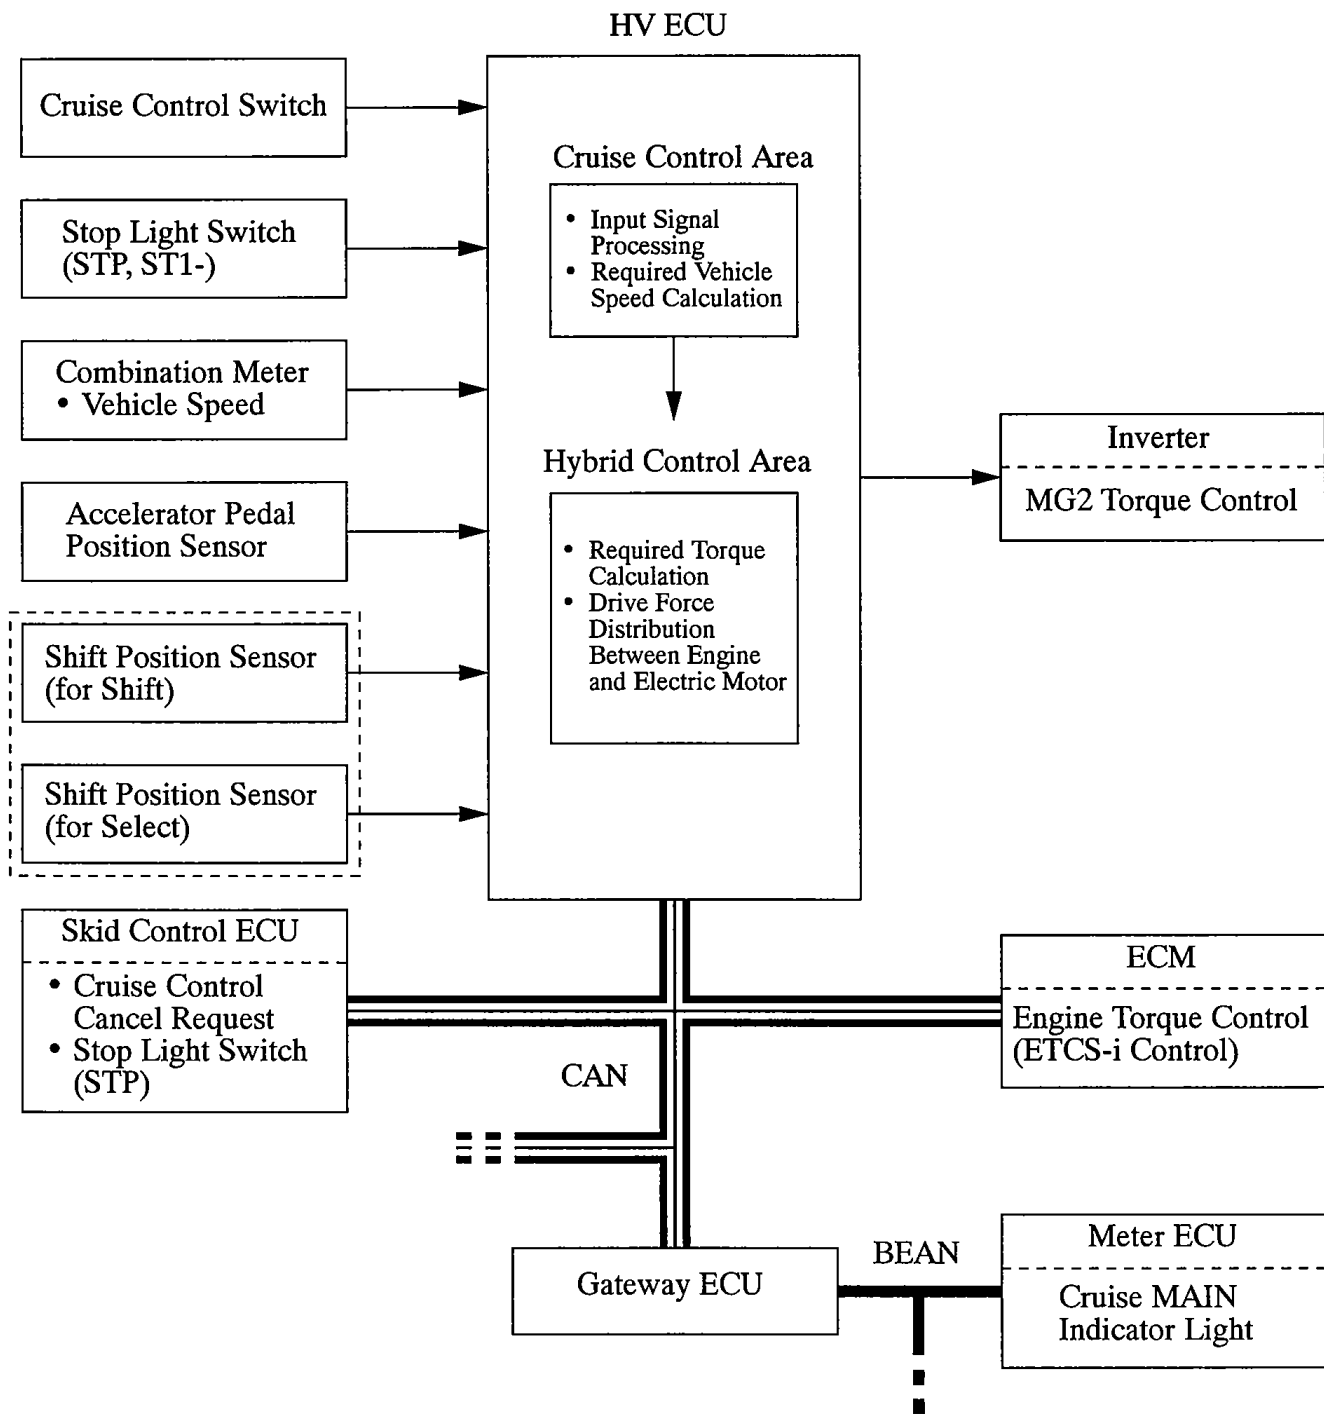 HV ECU
Cruise Control Switch
Stop Light Switch
(STP, ST1-)
Combination Meter
• Vehicle Speed
Accelerator Pedal
Position Sensor
Shift Position Sensor
(for Shift)
Shift Position Sensor
(for Select)
Cruise Control Area
• Input Signal
Processing
• Required Vehicle
Speed Calculation
Hybrid Control Area
• Required Torque
Calculation
• Drive Force
Distribution
Between Engine
and Electric Motor
Inverter
MG2 Torque Control
Skid Control ECU
• Cruise Control
Cancel Request
• Stop Light Switch
(STP)
CAN
ECM
Engine Torque Control
(ETCS-i Control)
Gateway ECU
BEAN
Meter ECU
Cruise MAIN
Indicator Light